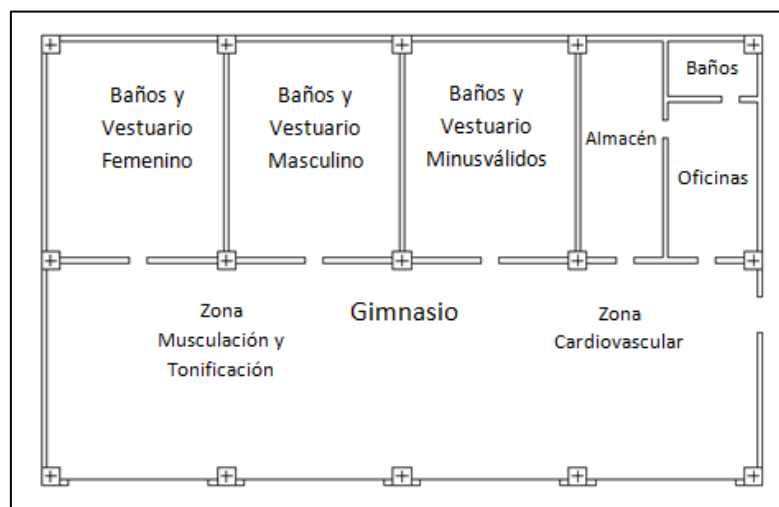 Baños y
Vestuario
Femenino
Baños y
Vestuario
Masculino
Baños y
Vestuario
Minusválidos
Almacén
Baños
Oficinas
Zona
Musculación y
Tonificación
Gimnasio
Zona
Cardiovascular